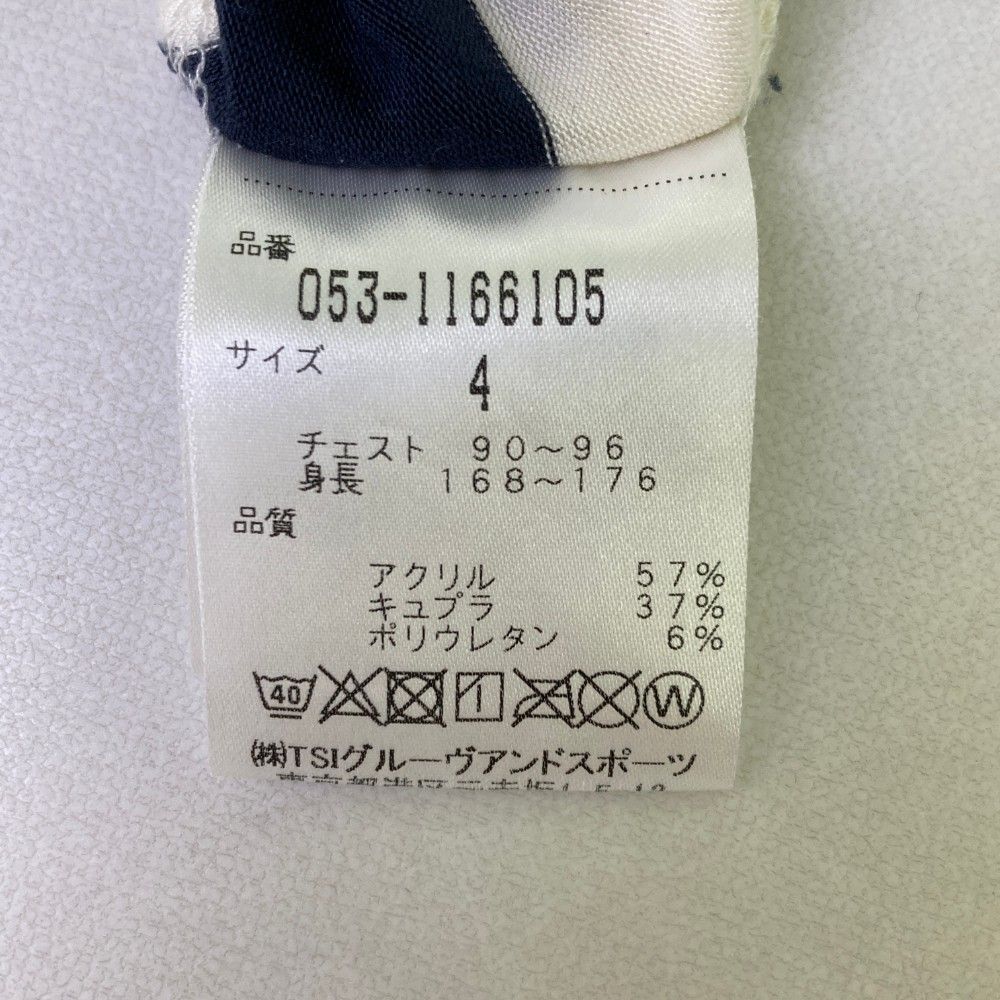 品番
053-1166105
サイズ
4
チェスト 90～96
身長 168～176
品質
アクリル 57%
キュプラ 37%
ポリウレタン 6%
40 W
(株)TSIグルーヴアンドスポーツ